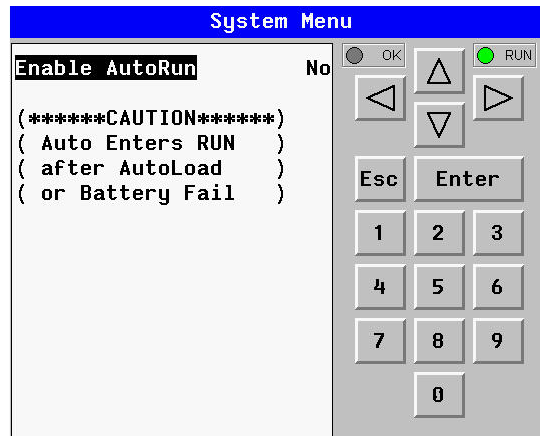 System Menu
Enable AutoRun No
(******CAUTION******)
( Auto Enters RUN )
( after AutoLoad )
( or Battery Fail )
OK RUN
Esc Enter
1 2 3
4 5 6
7 8 9
0